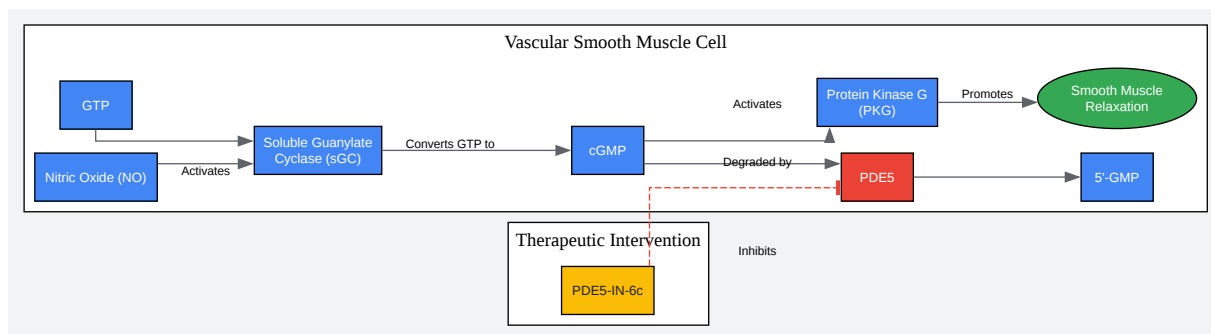 Vascular Smooth Muscle Cell
GTP
Nitric Oxide (NO)
Activates
Soluble Guanylate
Cyclase (sGC)
Converts GTP to
cGMP
Activates
Degraded by
Protein Kinase G
(PKG)
Promotes
Smooth Muscle
Relaxation
PDE5
5'-GMP
Therapeutic Intervention
Inhibits
PDE5-IN-6c